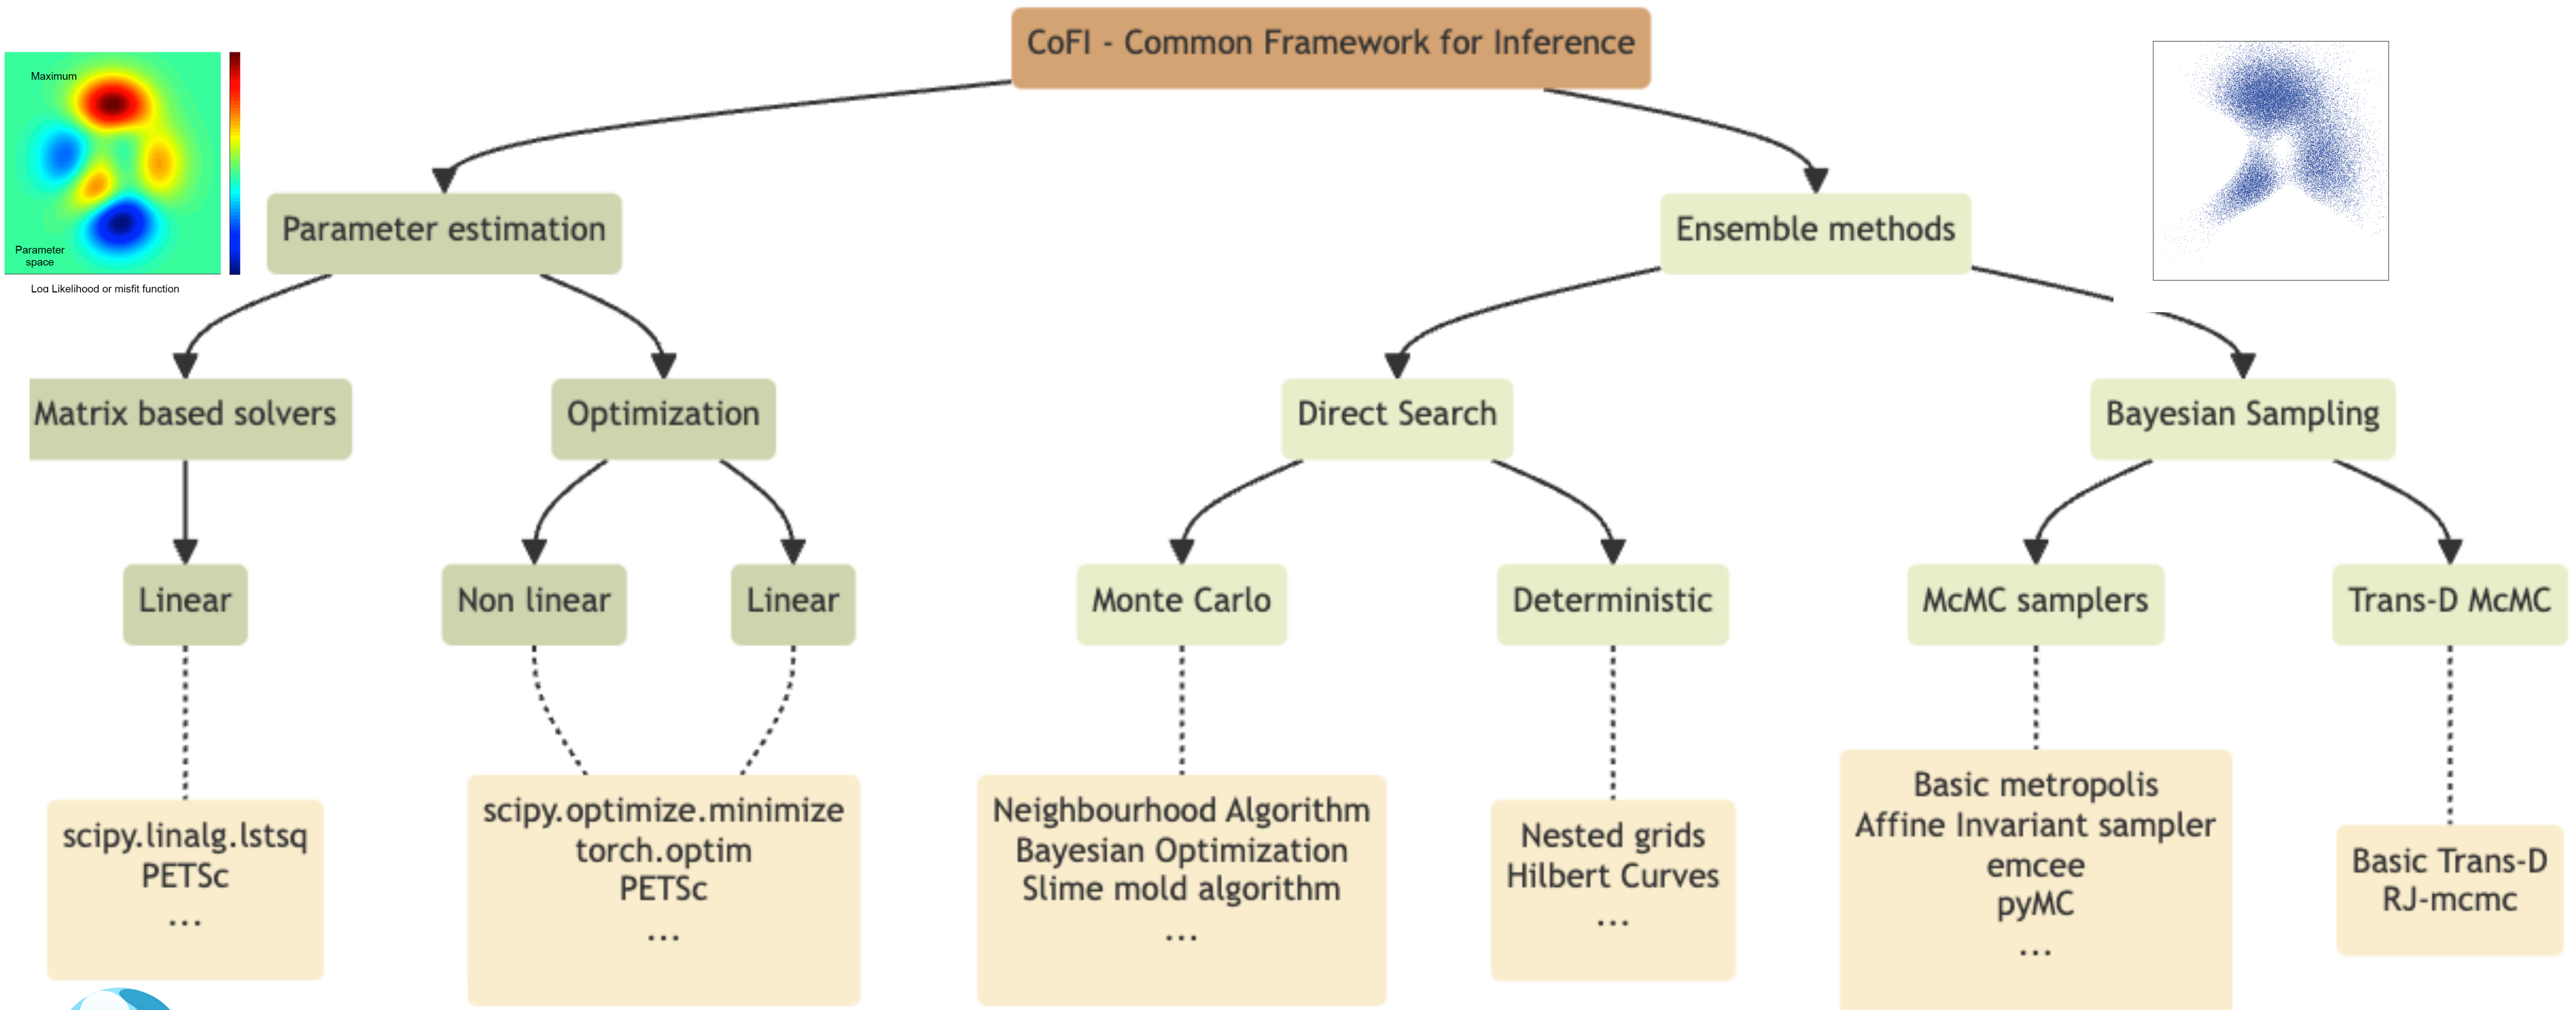 CoFI - Common Framework for Inference
Maximum
Parameter
space
Log Likelihood or misfit function
Parameter estimation
Ensemble methods
Matrix based solvers
Optimization
Direct Search
Bayesian Sampling
Linear
Non linear
Linear
Monte Carlo
Deterministic
McMC samplers
Trans-D McMC
scipy.linalg.lstsq
PETSc
...
scipy.optimize.minimize
torch.optim
PETSc
...
Neighbourhood Algorithm
Bayesian Optimization
Slime mold algorithm
...
Nested grids
Hilbert Curves
...
Basic metropolis
Affine Invariant sampler
emcee
pyMC
...
Basic Trans-D
RJ-mcmc